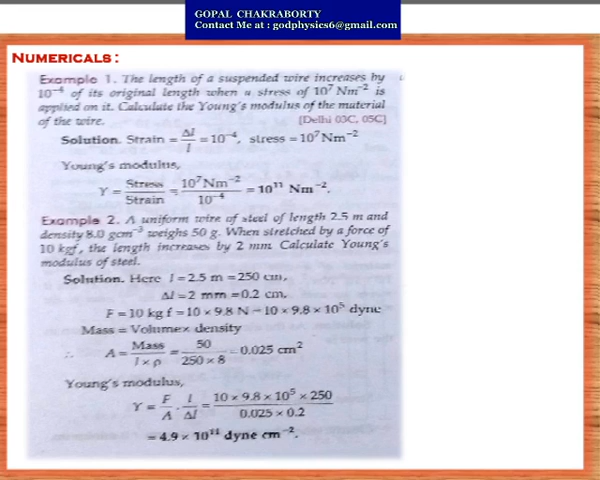 GOPAL CHAKRABORTY
Contact Me at : godphysics6@gmail.com
NUMERICALS :
Example 1. The length of a suspended wire increases by
10⁻⁴ of its original length when a stress of 10⁷ Nm⁻² is
applied on it. Calculate the Young's modulus of the material
of the wire. [Delhi 03C, 05C]
Solution. Strain = Δl/l = 10⁻⁴, stress = 10⁷ Nm⁻²
Young's modulus,
Y = Stress/Strain = 10⁷ Nm⁻²/10⁻⁴ = 10¹¹ Nm⁻².
Example 2. A uniform wire of steel of length 2.5 m and
density 8.0 gcm⁻³ weighs 50 g. When stretched by a force of
10 kgf, the length increases by 2 mm. Calculate Young's
modulus of steel.
Solution. Here l = 2.5 m = 250 cm,
Δl = 2 mm = 0.2 cm,
F = 10 kg f = 10 × 9.8 N = 10 × 9.8 × 10⁵ dyne
Mass = Volume× density
∴ A = Mass/l × ρ = 50/250 × 8 = 0.025 cm²
Young's modulus,
Y = F/A · l/Δl = 10 × 9.8 × 10⁵ × 250/0.025 × 0.2
= 4.9 × 10¹¹ dyne cm⁻².